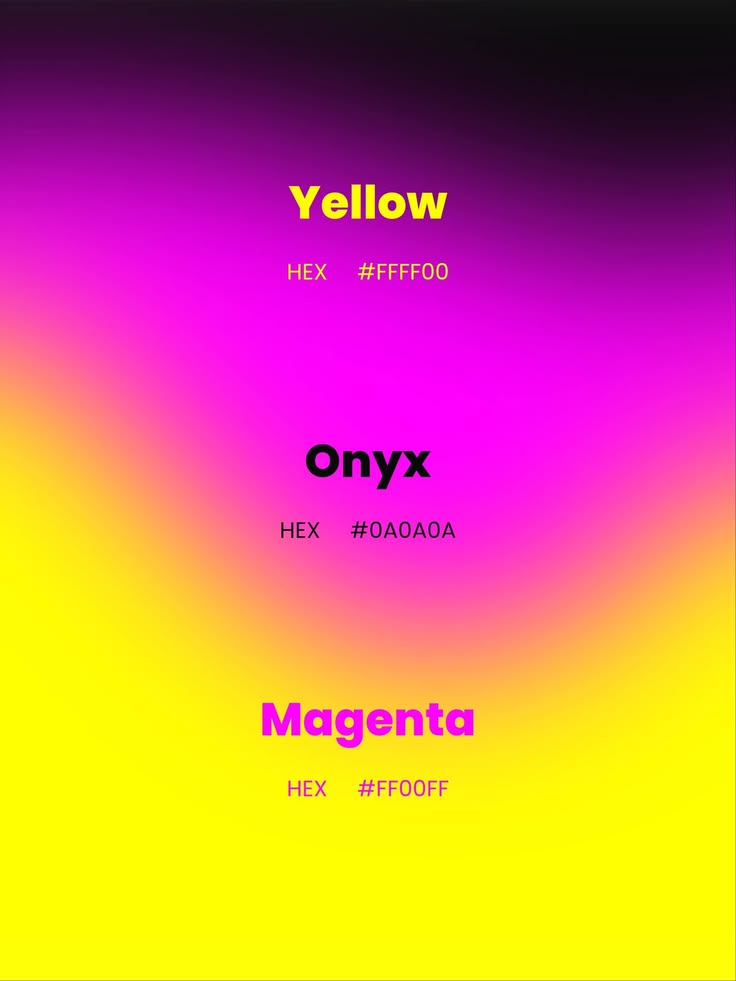 Yellow
HEX #FFFF00
Onyx
HEX #0A0A0A
Magenta
HEX #FF00FF